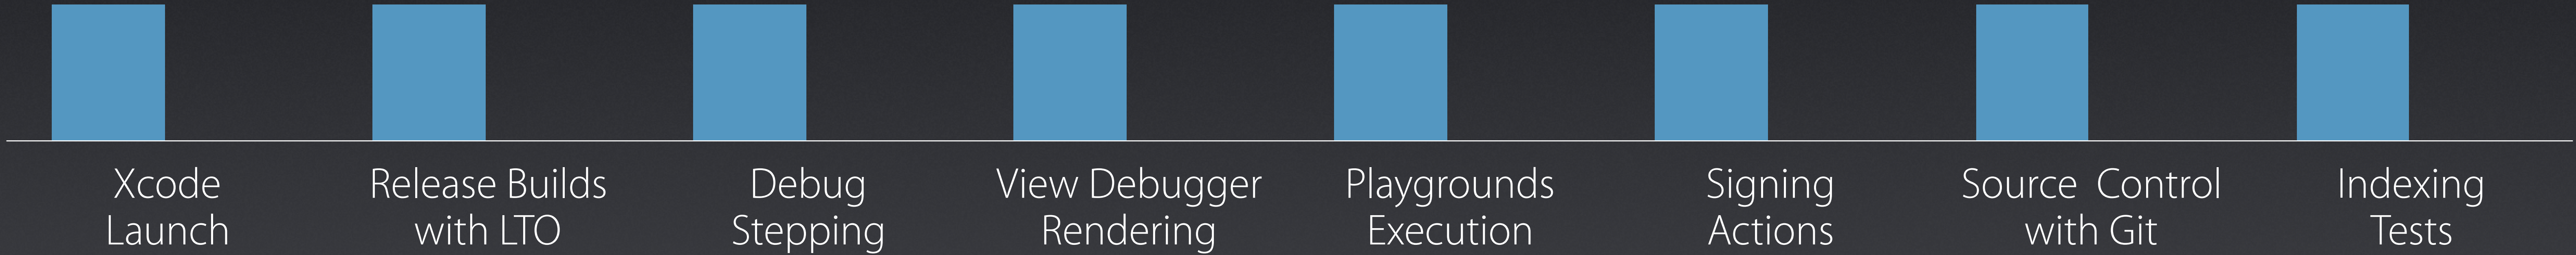 Xcode
Launch
Release Builds
with LTO
Debug
Stepping
View Debugger
Rendering
Playgrounds
Execution
Signing
Actions
Source Control
with Git
Indexing
Tests